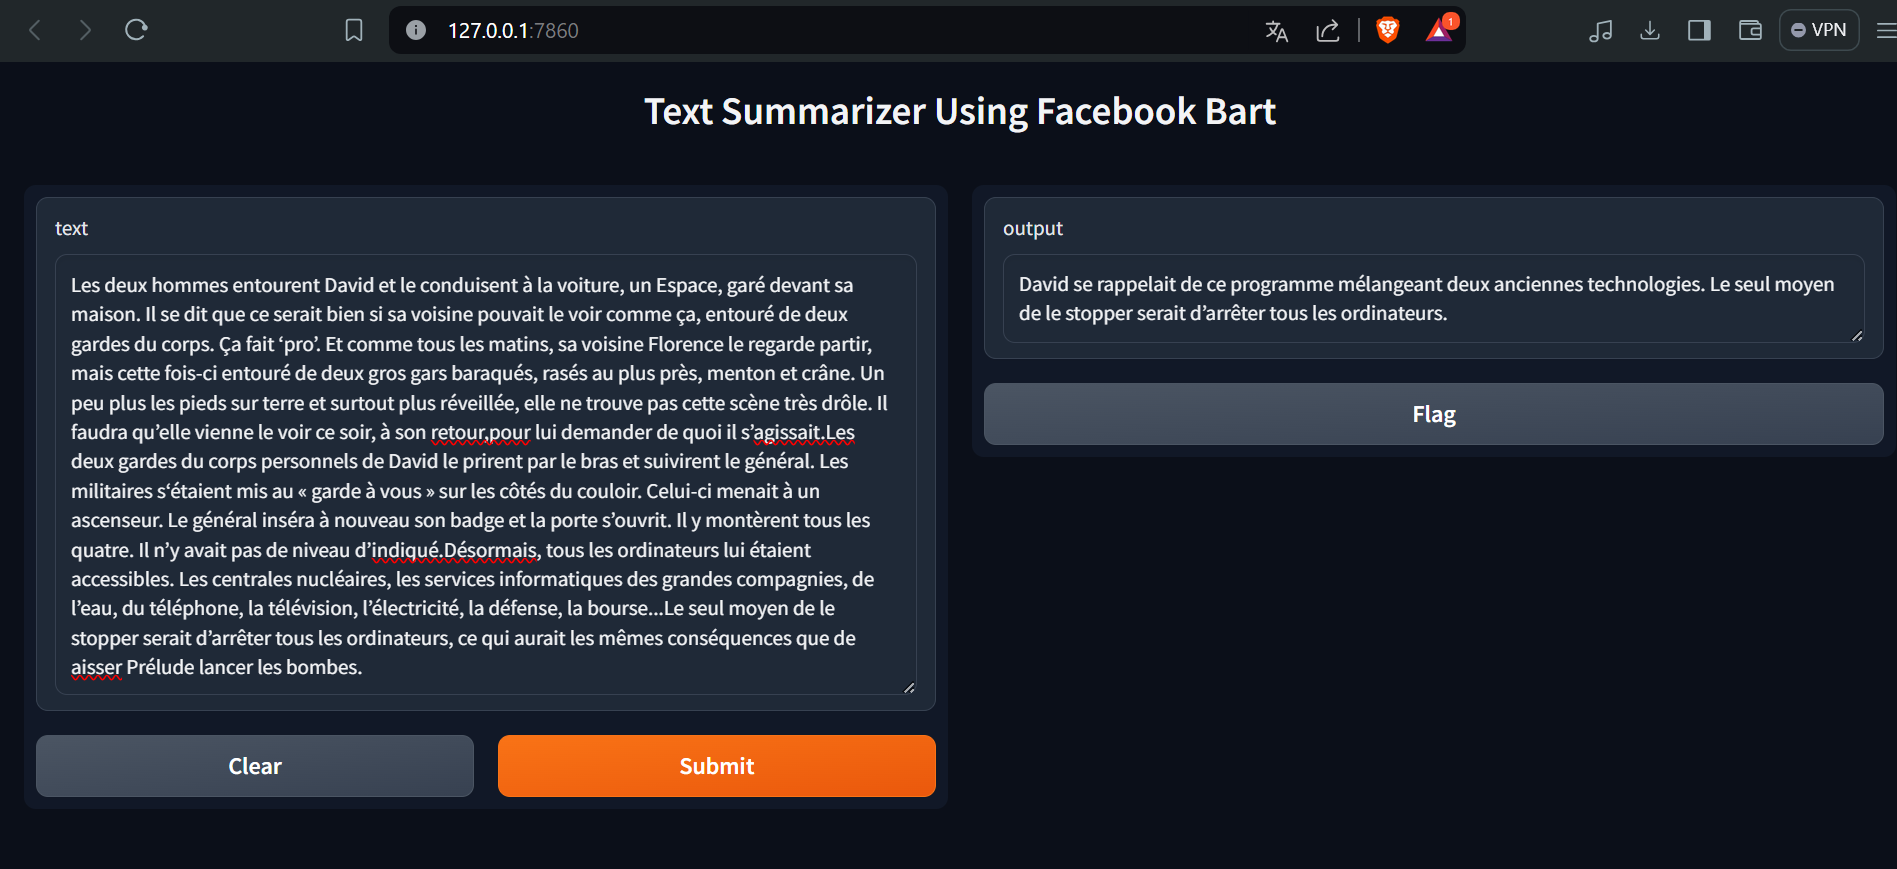 127.0.0.1:7860
1
VPN
Text Summarizer Using Facebook Bart
text
Les deux hommes entourent David et le conduisent à la voiture, un Espace, garé devant sa
maison. Il se dit que ce serait bien si sa voisine pouvait le voir comme ça, entouré de deux
gardes du corps. Ça fait ‘pro’. Et comme tous les matins, sa voisine Florence le regarde partir,
mais cette fois-ci entouré de deux gros gars baraqués, rasés au plus près, menton et crâne. Un
peu plus les pieds sur terre et surtout plus réveillée, elle ne trouve pas cette scène très drôle. Il
faudra qu’elle vienne le voir ce soir, à son retour,pour lui demander de quoi il s’agissait.Les
deux gardes du corps personnels de David le prirent par le bras et suivirent le général. Les
militaires s‘étaient mis au « garde à vous » sur les côtés du couloir. Celui-ci menait à un
ascenseur. Le général inséra à nouveau son badge et la porte s’ouvrit. Il y montèrent tous les
quatre. Il n’y avait pas de niveau d’indiqué.Désormais, tous les ordinateurs lui étaient
accessibles. Les centrales nucléaires, les services informatiques des grandes compagnies, de
l’eau, du téléphone, la télévision, l’électricité, la défense, la bourse...Le seul moyen de le
stopper serait d’arrêter tous les ordinateurs, ce qui aurait les mêmes conséquences que de
aisser Prélude lancer les bombes.
Clear
Submit
output
David se rappelait de ce programme mélangeant deux anciennes technologies. Le seul moyen
de le stopper serait d’arrêter tous les ordinateurs.
Flag